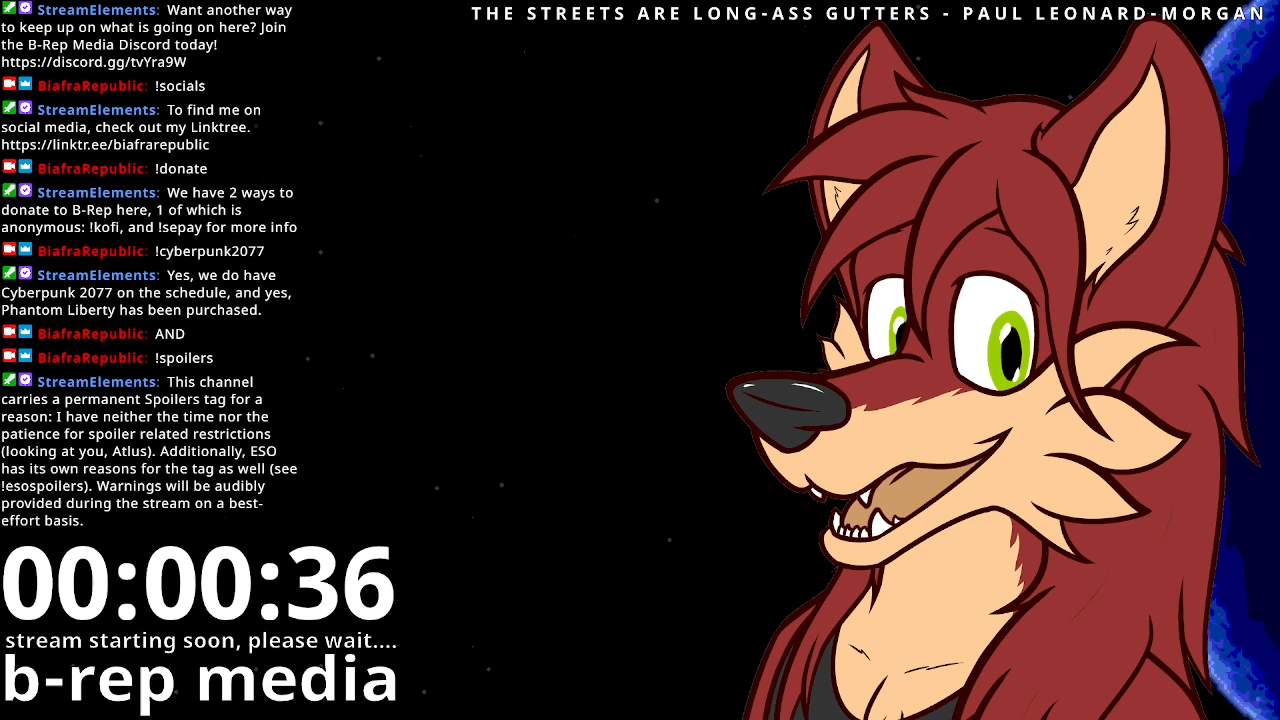 THE STREETS ARE LONG-ASS GUTTERS - PAUL LEONARD-MORGAN
StreamElements: Want another way
to keep up on what is going on here? Join
the B-Rep Media Discord today!
https://discord.gg/tvYra9W
BiafraRepublic: !socials
StreamElements: To find me on
social media, check out my Linktree.
https://linktr.ee/biafrarepublic
BiafraRepublic: !donate
StreamElements: We have 2 ways to
donate to B-Rep here, 1 of which is
anonymous: !kofi, and !sepay for more info
BiafraRepublic: !cyberpunk2077
StreamElements: Yes, we do have
Cyberpunk 2077 on the schedule, and yes,
Phantom Liberty has been purchased.
BiafraRepublic: AND
BiafraRepublic: !spoilers
StreamElements: This channel
carries a permanent Spoilers tag for a
reason: I have neither the time nor the
patience for spoiler related restrictions
(looking at you, Atlus). Additionally, ESO
has its own reasons for the tag as well (see
!esospoilers). Warnings will be audibly
provided during the stream on a best-
effort basis.
00:00:36
stream starting soon, please wait....
b-rep media